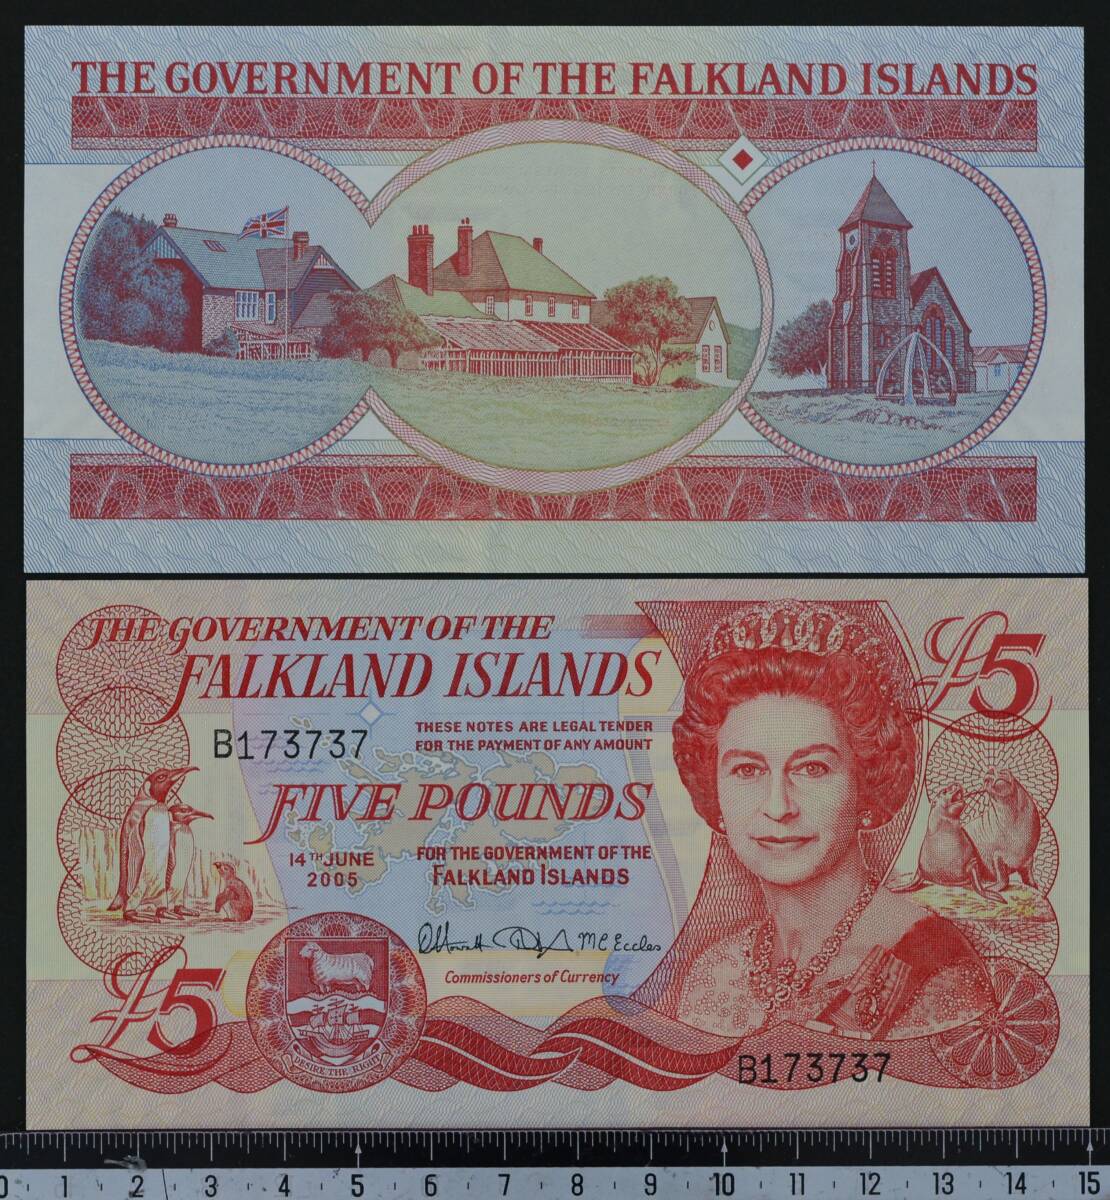 THE GOVERNMENT OF THE FALKLAND ISLANDS
THE GOVERNMENT OF THE
FALKLAND ISLANDS
£5
B173737
THESE NOTES ARE LEGAL TENDER
FOR THE PAYMENT OF ANY AMOUNT
FIVE POUNDS
14TH JUNE
2005
FOR THE GOVERNMENT OF THE
FALKLAND ISLANDS
MC Eccles
Commissioners of Currency
£5
DESIRE THE RIGHT
B173737
0 1 2 3 4 5 6 7 8 9 10 11 12 13 14 15